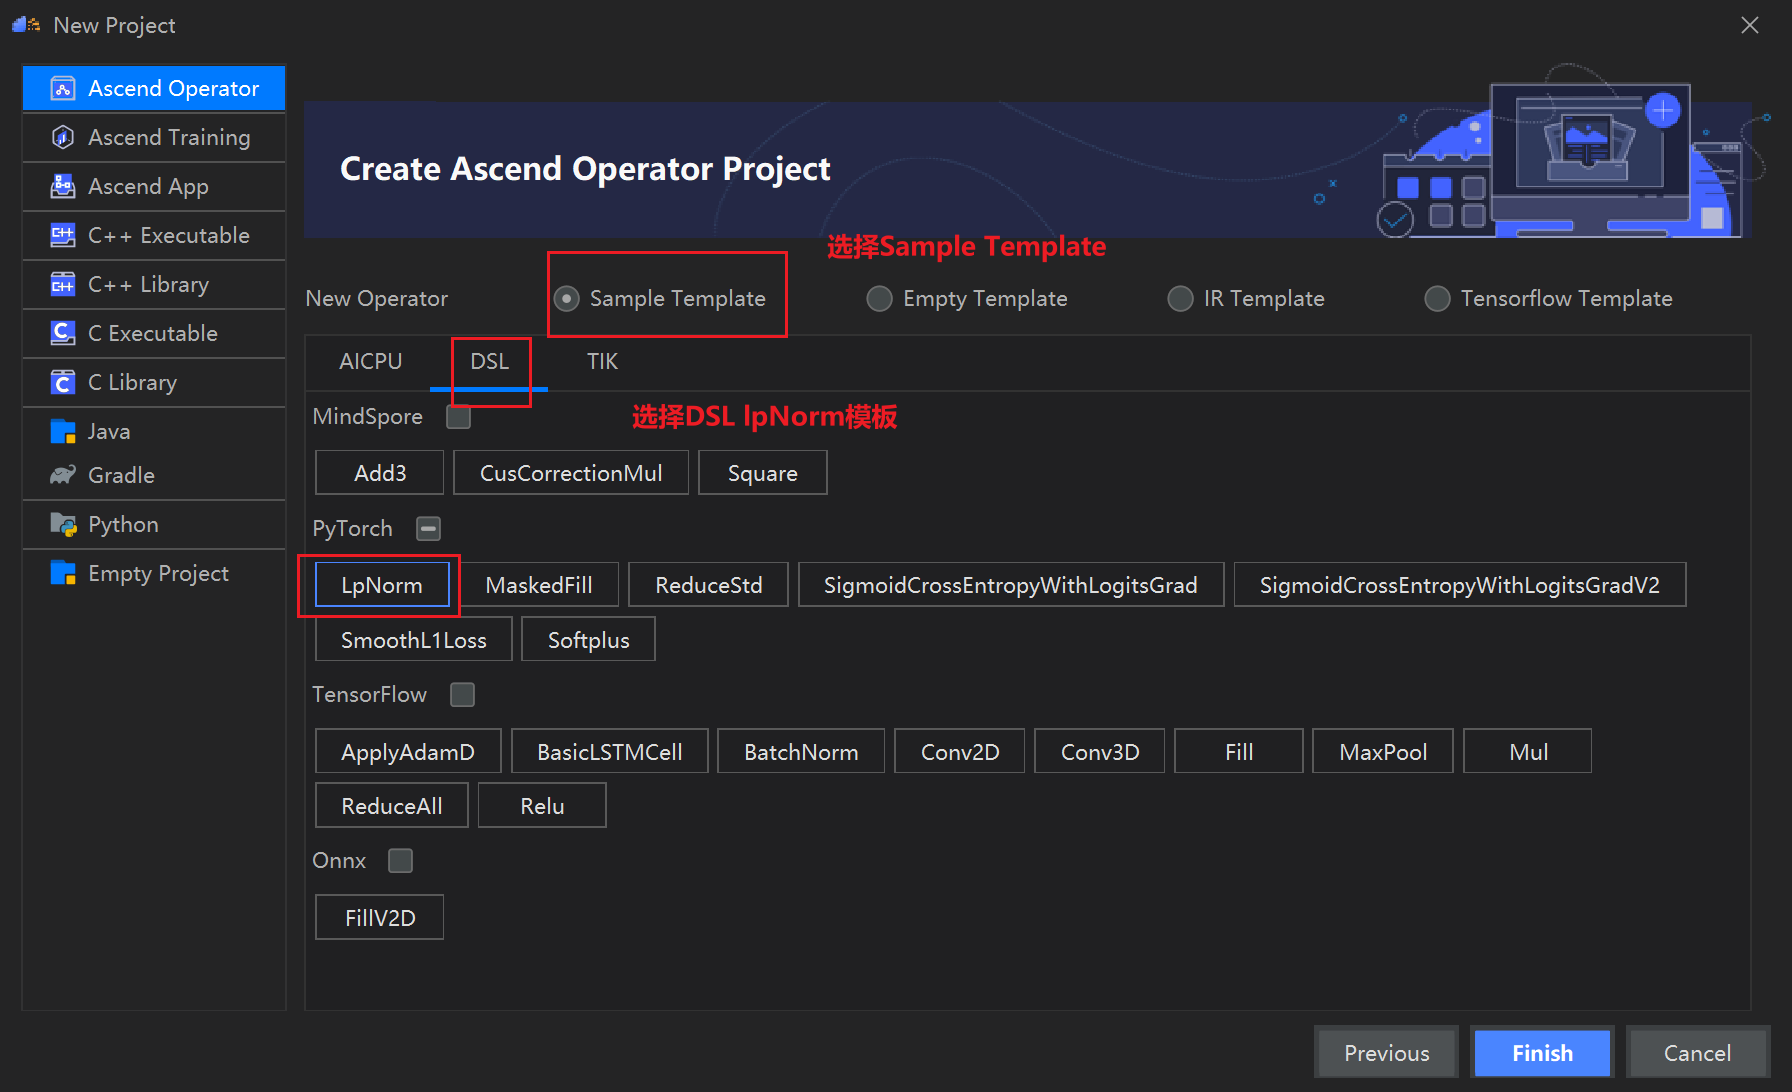 New Project
Ascend Operator
Ascend Training
Ascend App
C++ Executable
C++ Library
C Executable
C Library
Java
Gradle
Python
Empty Project
Create Ascend Operator Project
选择Sample Template
New Operator Sample Template Empty Template IR Template Tensorflow Template
AICPU DSL TIK
MindSpore
选择DSL lpNorm模板
Add3 CusCorrectionMul Square
PyTorch
LpNorm MaskedFill ReduceStd SigmoidCrossEntropyWithLogitsGrad SigmoidCrossEntropyWithLogitsGradV2
SmoothL1Loss Softplus
TensorFlow
ApplyAdamD BasicLSTMCell BatchNorm Conv2D Conv3D Fill MaxPool Mul
ReduceAll Relu
Onnx
FillV2D
Previous Finish Cancel